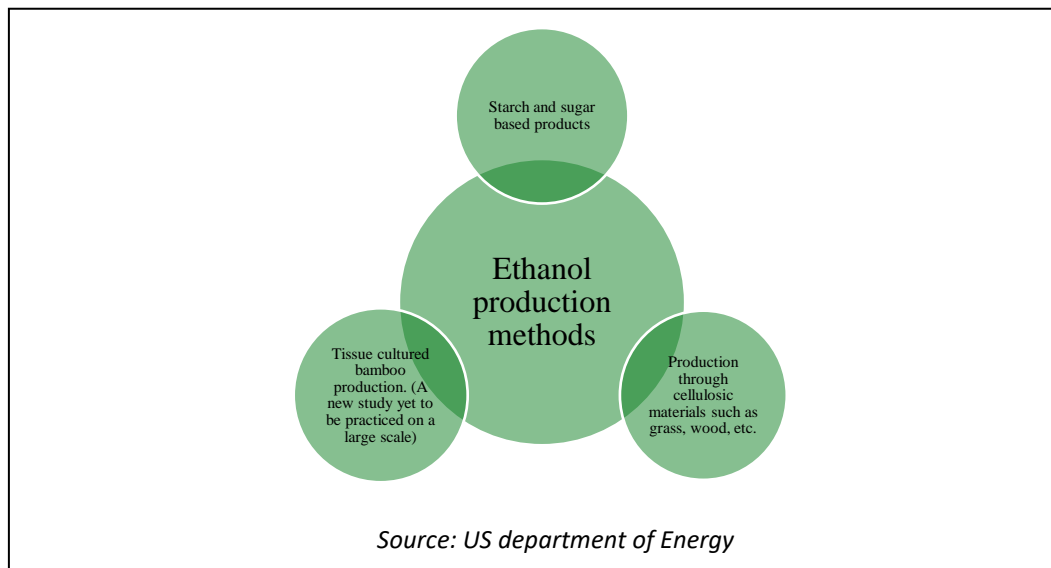 Starch and sugar
based products
Ethanol
production
methods
Tissue cultured
bamboo
production. (A
new study yet to
be practiced on a
large scale)
Production
through
cellulosic
materials such as
grass, wood, etc.
Source: US department of Energy